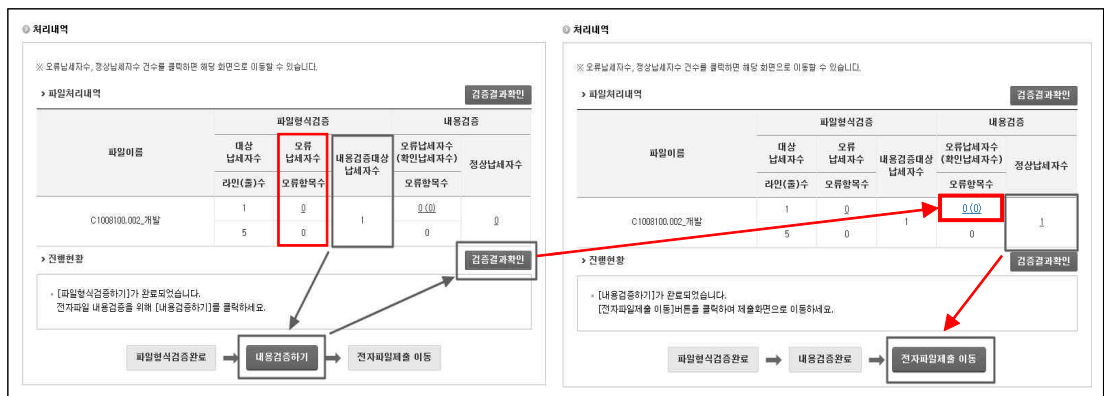 처리내역
※ 오류납세자수, 정상납세자수 건수를 클릭하면 해당 화면으로 이동할 수 있습니다.
› 파일처리내역
검증결과확인
파일이름
파일형식검증
내용검증
대상
납세자수
오류
납세자수
내용검증대상
납세자수
오류납세자수
(확인납세자수)
정상납세자수
라인(줄)수
오류항목수
오류항목수
C1008100.002_개발
1
0
1
0 (0)
0
5
0
0
› 진행현황
검증결과확인
[파일형식검증하기]가 완료되었습니다.
전자파일 내용검증을 위해 [내용검증하기]를 클릭하세요.
파일형식검증완료
내용검증하기
전자파일제출 이동
처리내역
※ 오류납세자수, 정상납세자수 건수를 클릭하면 해당 화면으로 이동할 수 있습니다.
› 파일처리내역
검증결과확인
파일이름
파일형식검증
내용검증
대상
납세자수
오류
납세자수
내용검증대상
납세자수
오류납세자수
(확인납세자수)
정상납세자수
라인(줄)수
오류항목수
오류항목수
C1008100.002_개발
1
0
1
0 (0)
1
5
0
0
› 진행현황
검증결과확인
[내용검증하기]가 완료되었습니다.
[전자파일제출 이동]버튼을 클릭하여 제출화면으로 이동하세요.
파일형식검증완료
내용검증완료
전자파일제출 이동